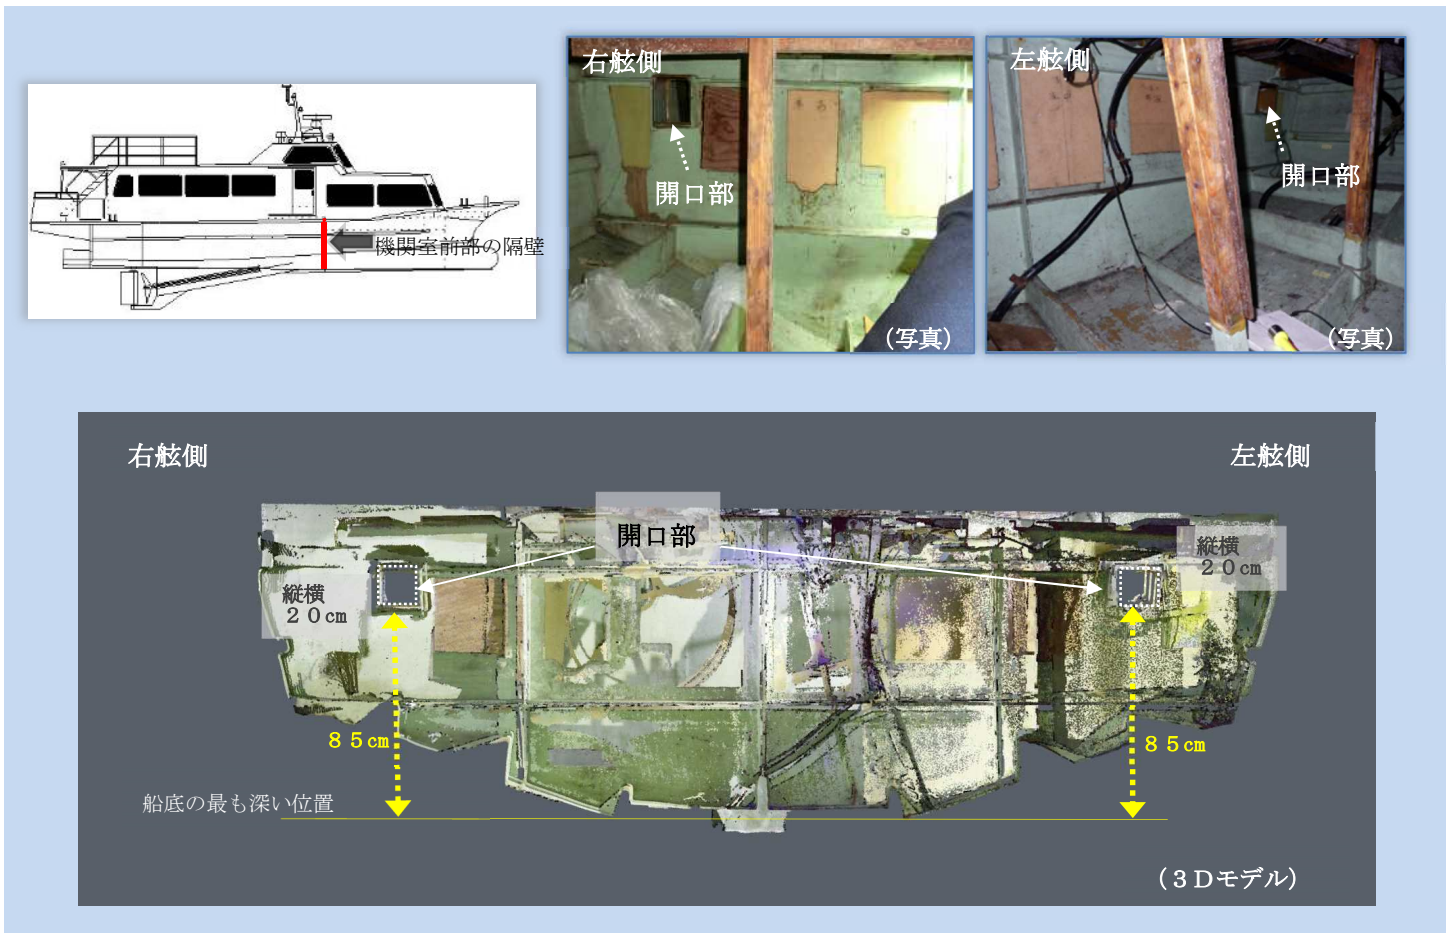 機関室前部の隔壁
右舷側
開口部
(写真)
左舷側
開口部
(写真)
右舷側
左舷側
開口部
縦横
20cm
縦横
20cm
85cm
85cm
船底の最も深い位置
(3Dモデル)